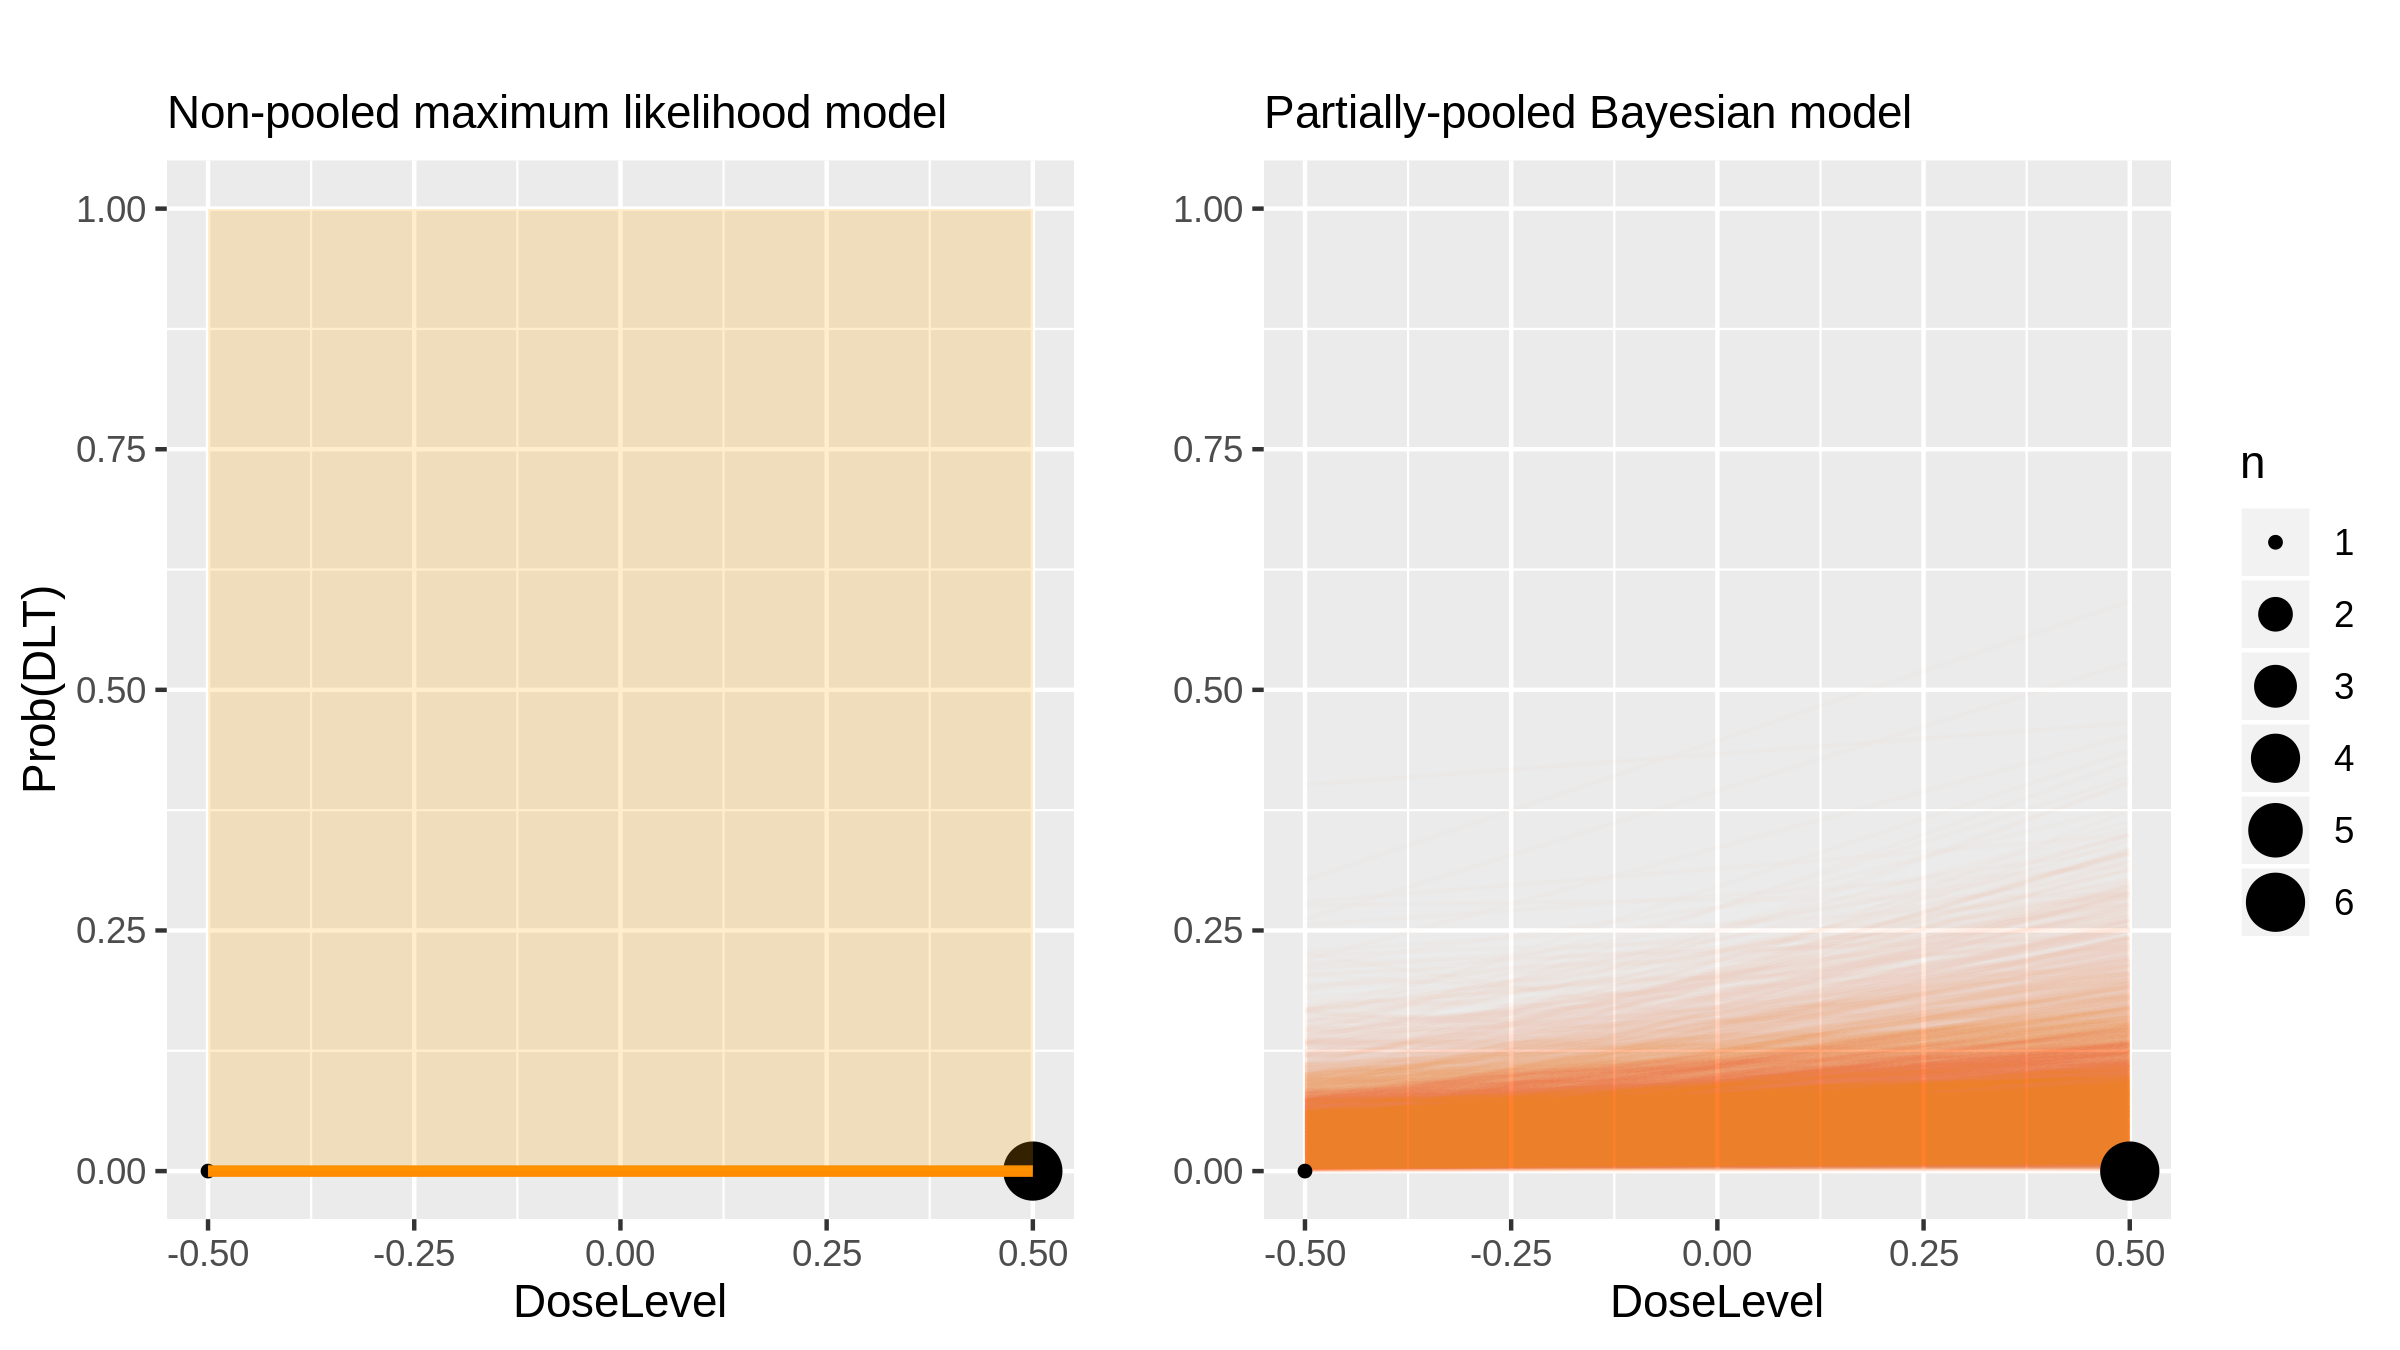 Non-pooled maximum likelihood model
Prob(DLT)
1.00
0.75
0.50
0.25
0.00
-0.50 -0.25 0.00 0.25 0.50
DoseLevel
Partially-pooled Bayesian model
1.00
0.75
0.50
0.25
0.00
-0.50 -0.25 0.00 0.25 0.50
DoseLevel
n
1
2
3
4
5
6